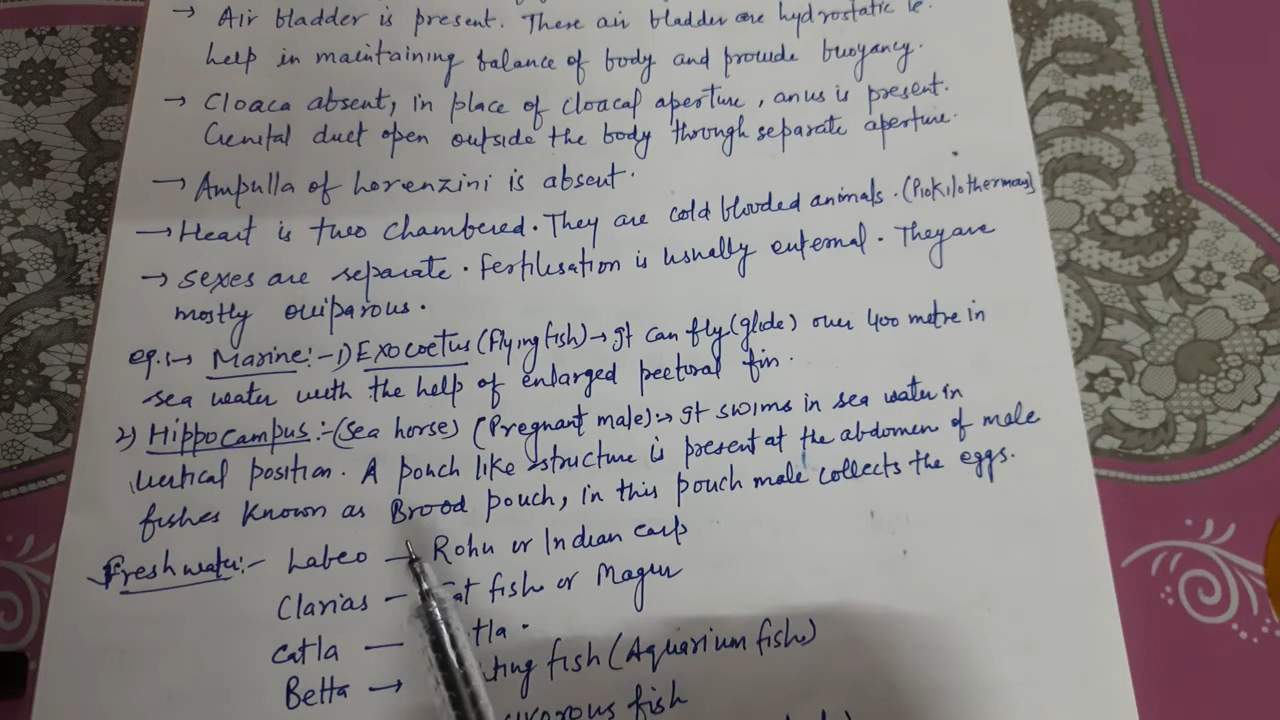 → Air bladder is present. These air bladder are hydrostatic ie.
help in maintaining balance of body and provide buoyancy.
→ Cloaca absent, in place of cloacal aperture, anus is present.
Genital duct open outside the body through separate aperture.
→ Ampulla of Lorenzini is absent.
→ Heart is two chambered. They are cold blooded animals. (Poikilothermous)
→ Sexes are separate. Fertilisation is usually external. They are
mostly oviparous.
eg. :→ Marine:- 1) Exocoetus (Flying fish) → It can fly (glide) over 400 metre in
sea water with the help of enlarged pectoral fin.
2) Hippocampus:- (Sea horse) (Pregnant male):→ It swims in sea water in
vertical position. A pouch like structure is present at the abdomen of male
fishes known as Brood pouch, in this pouch male collects the eggs.
Fresh water:- Labeo → Rohu or Indian carp
Clarias - fish or Magur
Catla —
Betta → fish (Aquarium fish)
fish